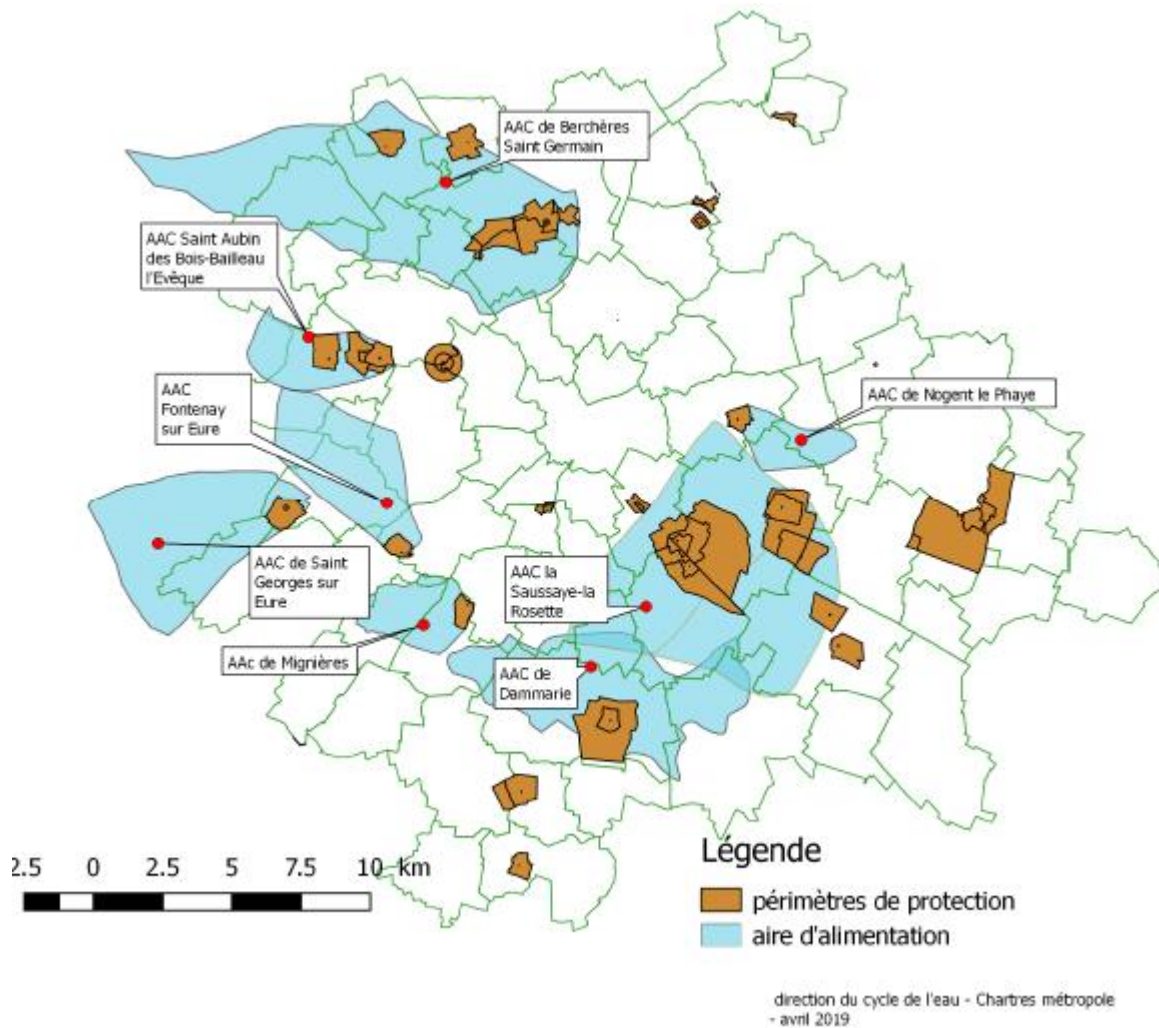 AAC de Berchères
Saint Germain
AAC Saint Aubin
des Bois-Bailleau
l'Evêque
AAC
Fontenay
sur Eure
AAC de Nogent le Phaye
AAC de Saint
Georges sur
Eure
AAC la
Saussaye-la
Rosette
AAc de Mignières
AAC de
Dammarie
2.5 0 2.5 5 7.5 10 km
Légende
périmètres de protection
aire d'alimentation
direction du cycle de l'eau - Chartres métropole
- avril 2019